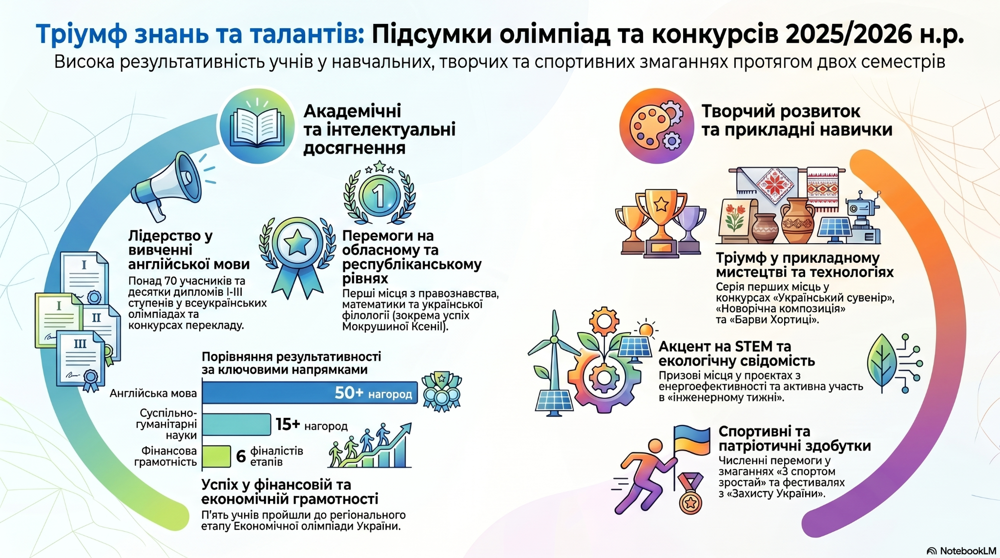 Тріумф знань та талантів: Підсумки олімпіад та конкурсів 2025/2026 н.р.
Висока результативність учнів у навчальних, творчих та спортивних змаганнях протягом двох семестрів
Академічні
та інтелектуальні
досягнення
1
Лідерство у
вивченні
англійської мови
Понад 70 учасників та
десятки дипломів І-ІІІ
ступенів у всеукраїнських
олімпіадах та
конкурсах перекладу.
I
I
II
III
Перемоги на
обласному та
республіканському
рівнях
Перші місця з правознавства,
математики та української
філології (зокрема успіх
Мокрушиної Ксенії).
Порівняння результативності
за ключовими напрямками
Англійська мова
50+ нагород
Суспільно-
гуманітарні
науки
15+ нагород
Фінансова
грамотність
6 фіналістів
етапів
Успіх у фінансовій та
економічній грамотності
П'ять учнів пройшли до регіонального
етапу Економічної олімпіади України.
Творчий розвиток
та прикладні навички
Тріумф у прикладному
мистецтві та технологіях
Серія перших місць у
конкурсах «Український сувенір»,
«Новорічна композиція»
та «Барви Хортиці».
Акцент на STEM та
екологічну свідомість
Призові місця у проєктах з
енергоефективності та активна участь
в «інженерному тижні».
Спортивні та
патріотичні здобутки
Численні перемоги у
змаганнях «З спортом
зростай» та фестивалях
з «Захисту України».
NotebookLM